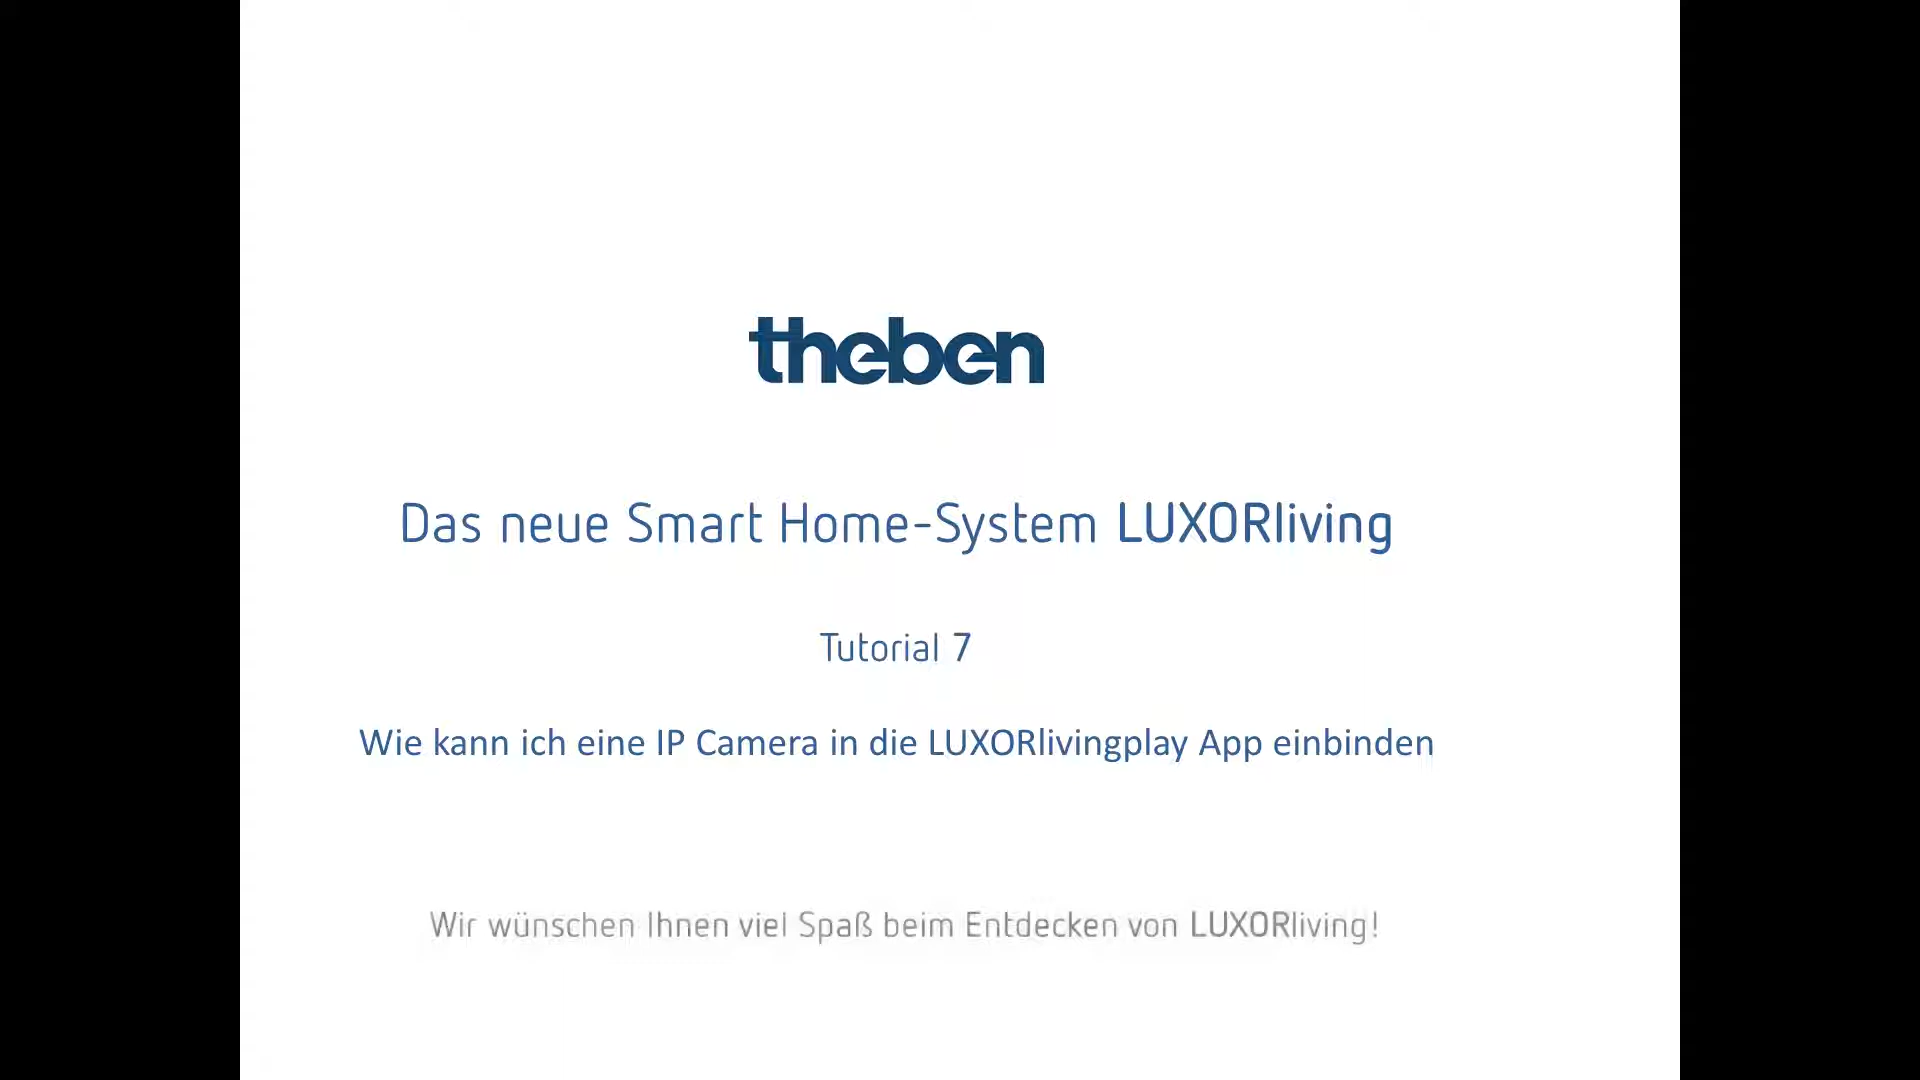 theben
Das neue Smart Home-System LUXORliving
Tutorial 7
Wie kann ich eine IP Camera in die LUXORlivingplay App einbinden
Wir wünschen Ihnen viel Spaß beim Entdecken von LUXORliving!